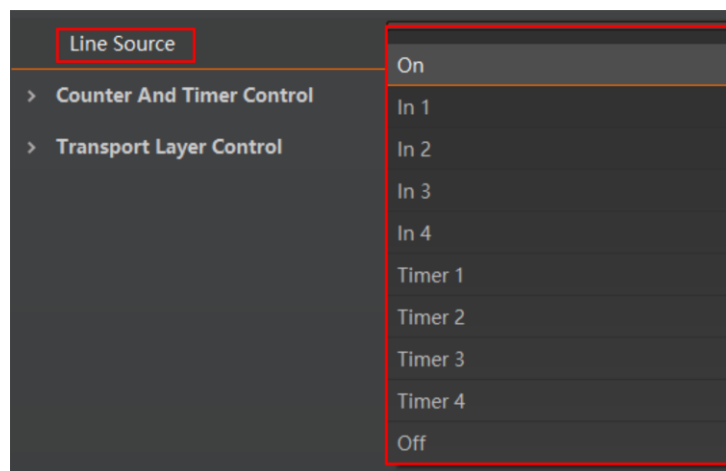 Line Source
On
Counter And Timer Control
In 1
Transport Layer Control
In 2
In 3
In 4
Timer 1
Timer 2
Timer 3
Timer 4
Off